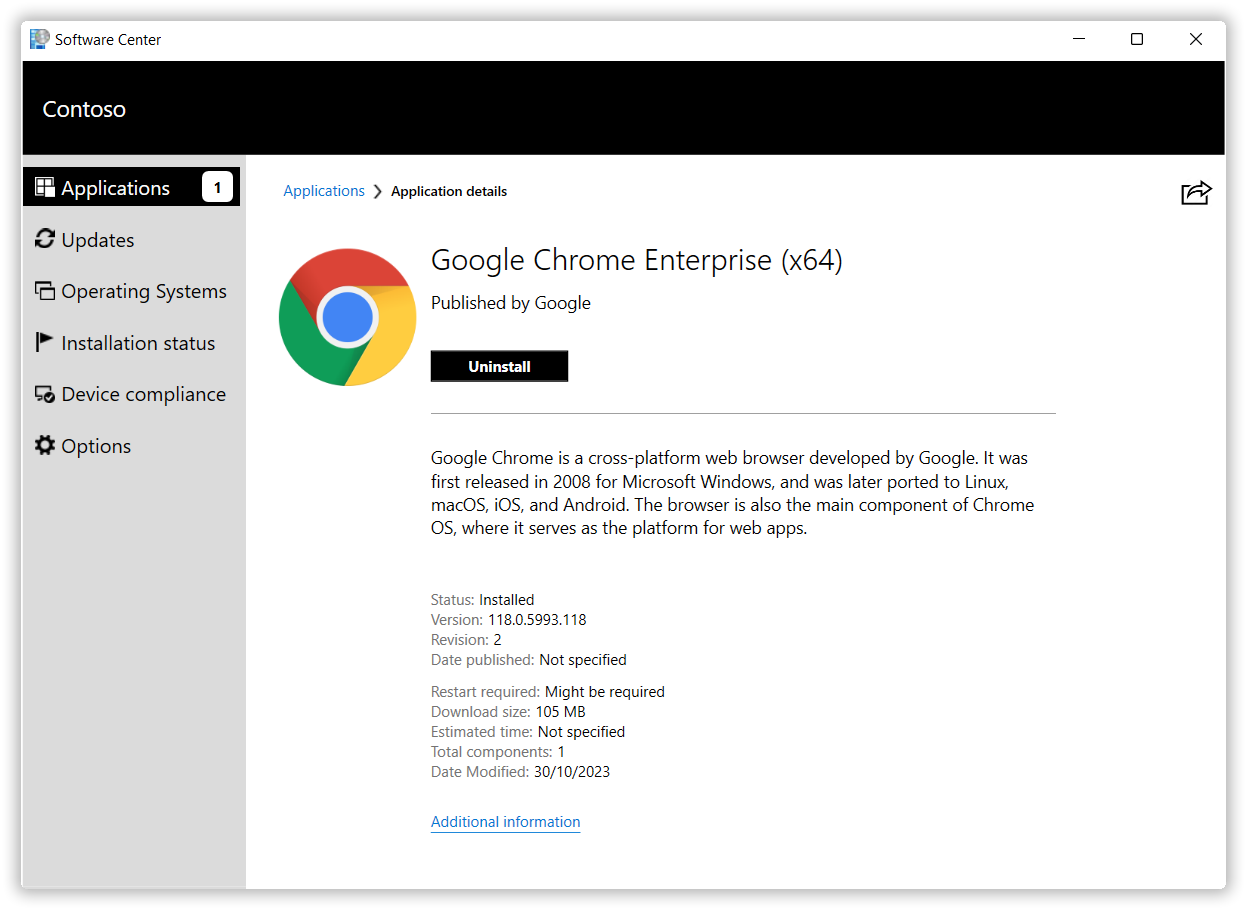 Software Center
Contoso
Applications 1
Updates
Operating Systems
Installation status
Device compliance
Options
Applications > Application details
Google Chrome Enterprise (x64)
Published by Google
Uninstall
Google Chrome is a cross-platform web browser developed by Google. It was
first released in 2008 for Microsoft Windows, and was later ported to Linux,
macOS, iOS, and Android. The browser is also the main component of Chrome
OS, where it serves as the platform for web apps.
Status: Installed
Version: 118.0.5993.118
Revision: 2
Date published: Not specified
Restart required: Might be required
Download size: 105 MB
Estimated time: Not specified
Total components: 1
Date Modified: 30/10/2023
Additional information